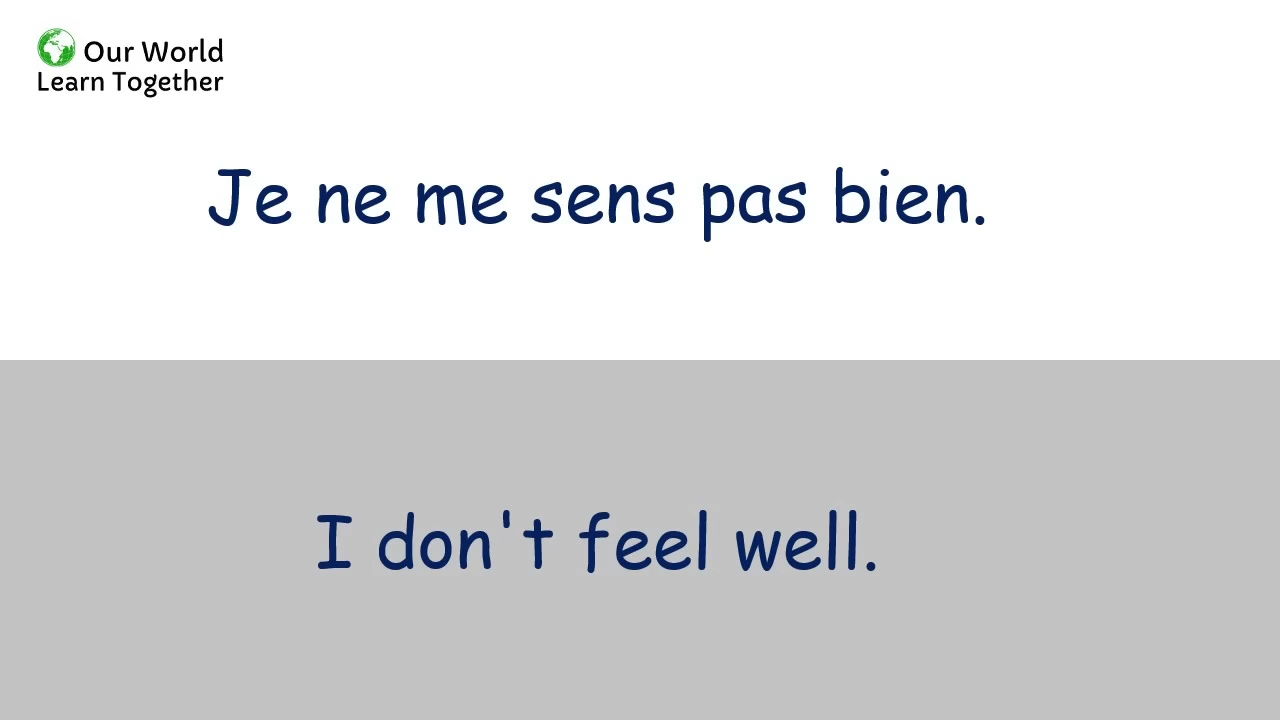 Our World
Learn Together
Je ne me sens pas bien.
I don't feel well.